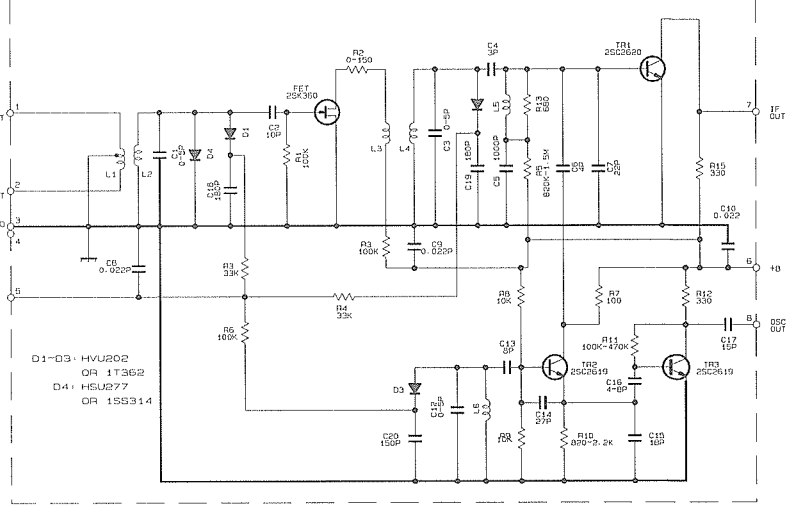 C4
3P
TR1
2SC2620
R2
0-150
FET
2SK360
1
T
7
IF
OUT
C2
10P
D1
D4
R1
100K
C1
0-5P
L1
L2
C18
180P
L3
L4
C3
0-5P
180P
C19
L5
1000P
C5
R13
680
R5
820K-1.5M
C6
4P
C7
22P
R15
330
2
T
3
4
C10
0.022
C8
0.022P
R3
33K
R3
100K
C9
0.022P
6
+B
5
R4
33K
R8
10K
R7
100
R12
330
8
OSC
OUT
C17
15P
R6
100K
C13
8P
R11
100K-470K
TR2
2SC2619
TR3
2SC2619
C16
4-8P
D1-D3: HVU202
OR 1T362
D4: HSU277
OR 1SS314
D3
C12
0-5P
L6
C14
27P
C20
150P
R9
10K
R10
820-2.2K
C15
18P